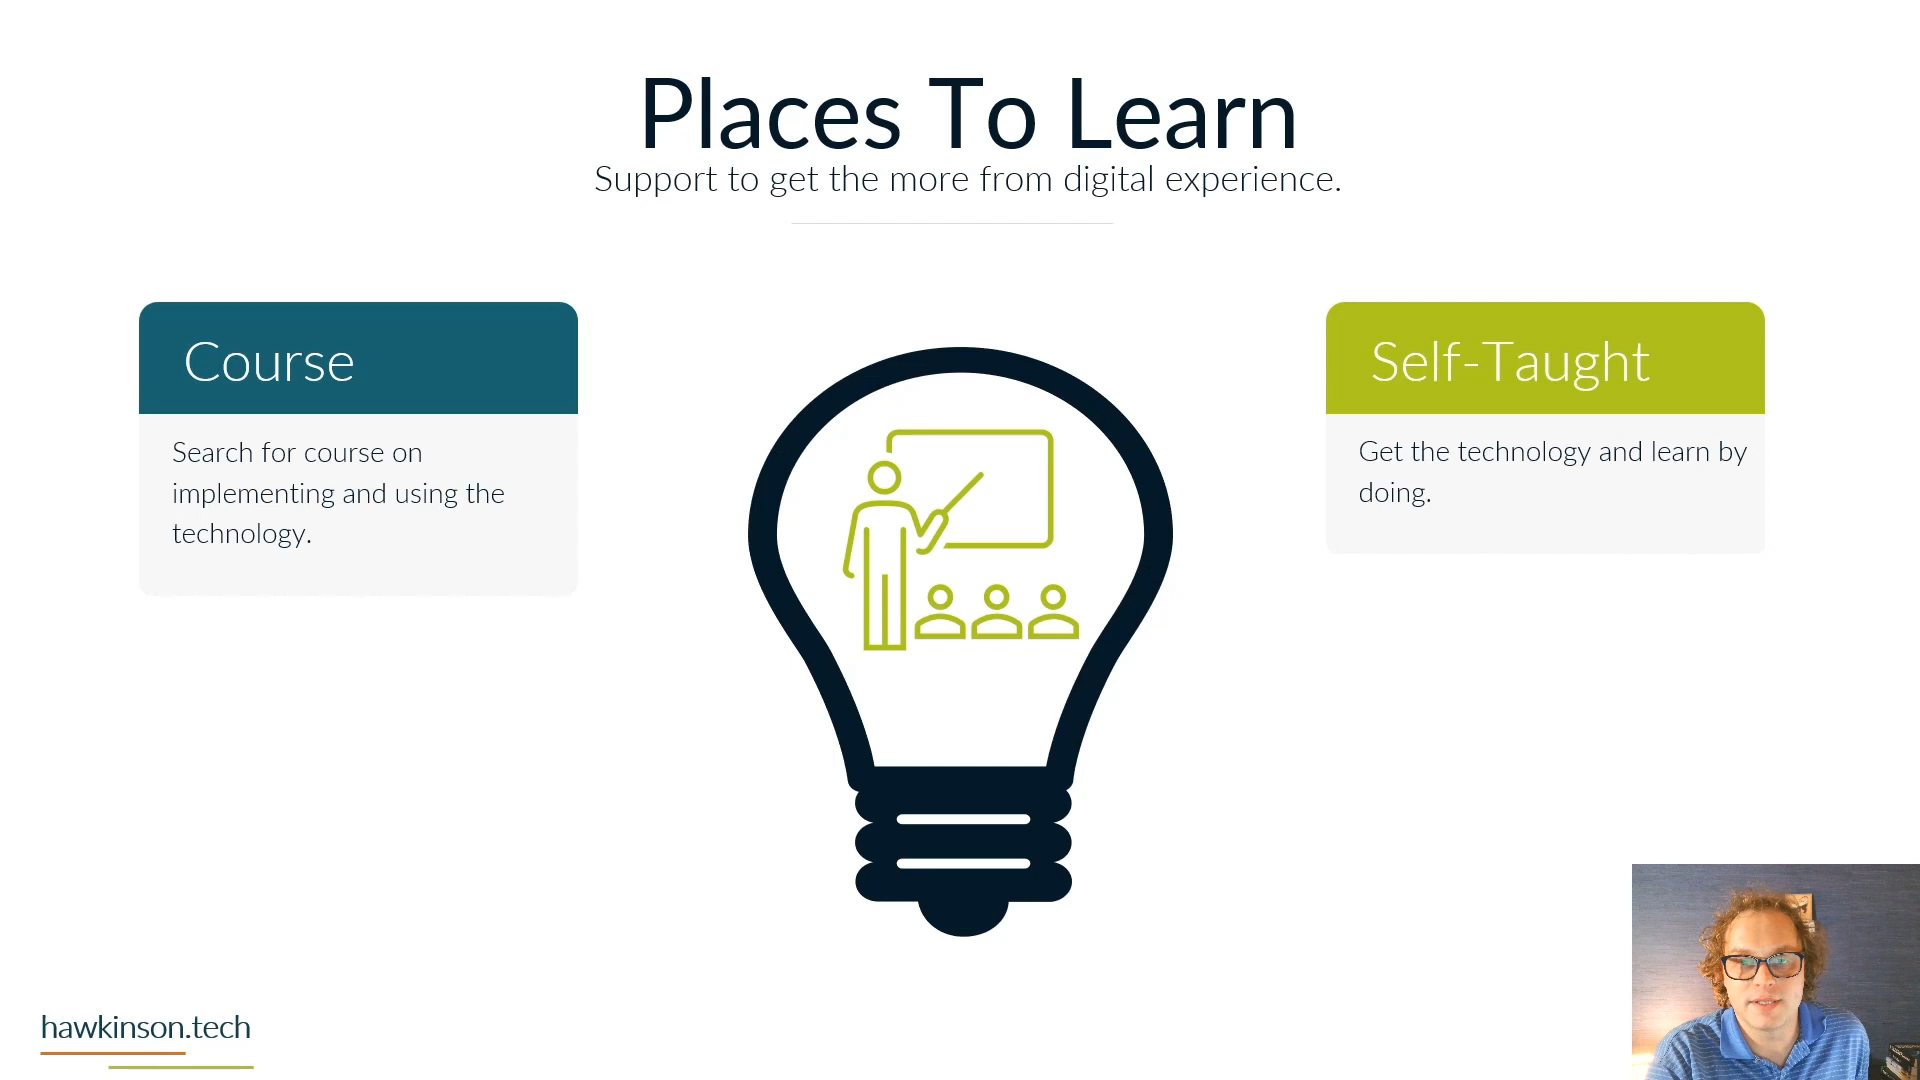 Places To Learn
Support to get the more from digital experience.
Course
Search for course on
implementing and using the
technology.
Self-Taught
Get the technology and learn by
doing.
hawkinson.tech